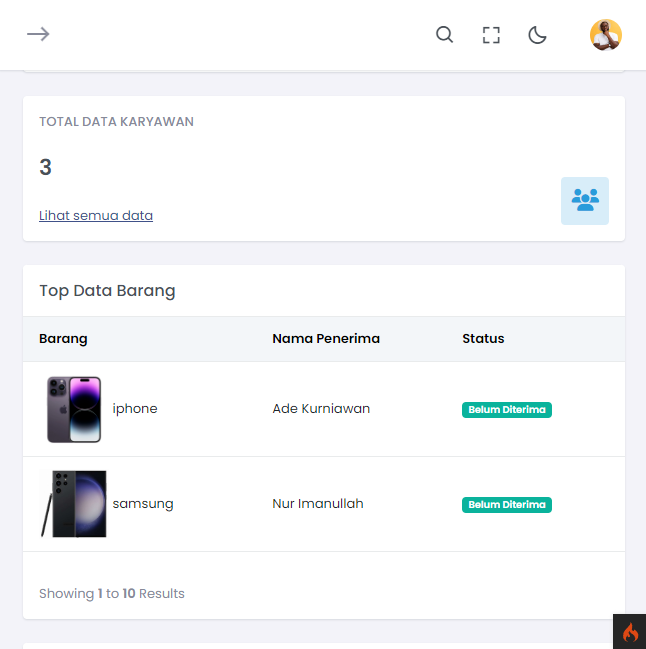 TOTAL DATA KARYAWAN
3
Lihat semua data
Top Data Barang
Barang Nama Penerima Status
iphone Ade Kurniawan Belum Diterima
samsung Nur Imanullah Belum Diterima
Showing 1 to 10 Results